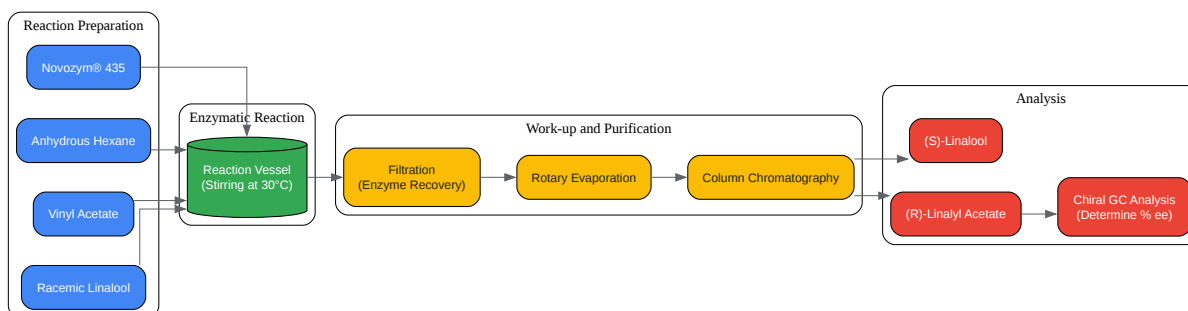 Reaction Preparation
Novozym® 435
Anhydrous Hexane
Vinyl Acetate
Racemic Linalool
Enzymatic Reaction
Reaction Vessel
(Stirring at 30°C)
Work-up and Purification
Filtration
(Enzyme Recovery)
Rotary Evaporation
Column Chromatography
Analysis
(S)-Linalool
(R)-Linalyl Acetate
Chiral GC Analysis
(Determine % ee)